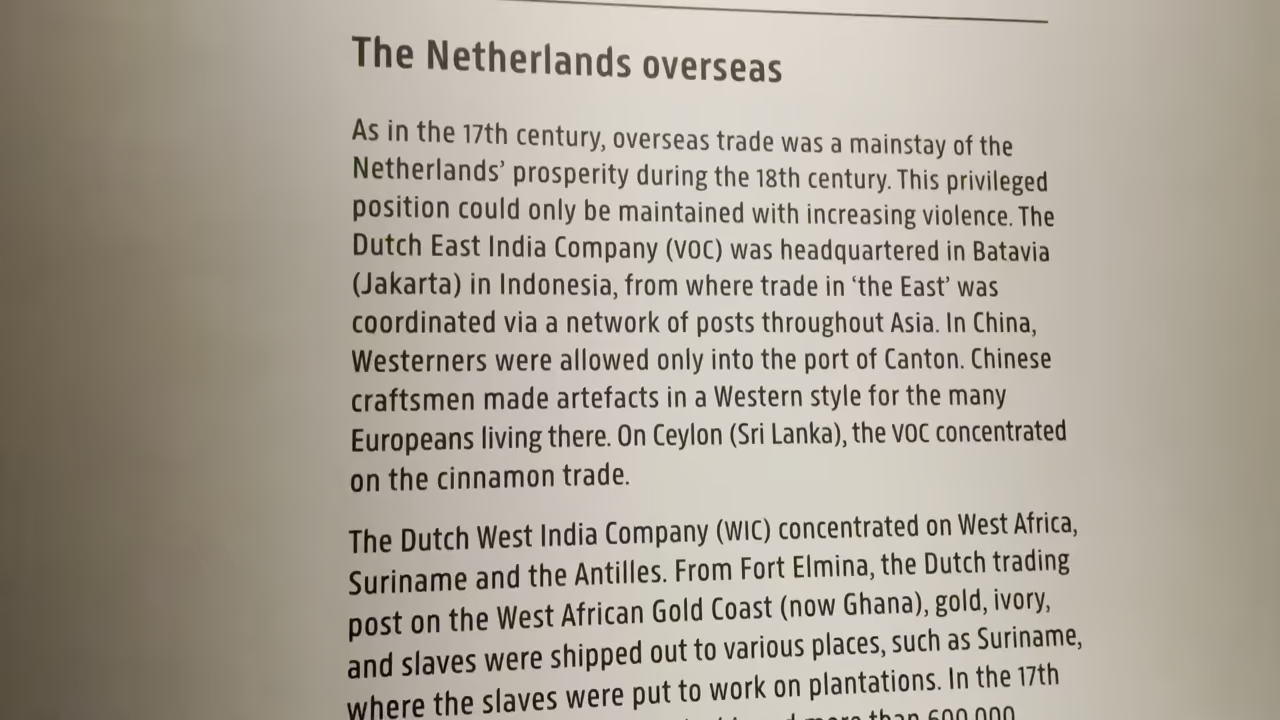 The Netherlands overseas
As in the 17th century, overseas trade was a mainstay of the
Netherlands’ prosperity during the 18th century. This privileged
position could only be maintained with increasing violence. The
Dutch East India Company (VOC) was headquartered in Batavia
(Jakarta) in Indonesia, from where trade in ‘the East’ was
coordinated via a network of posts throughout Asia. In China,
Westerners were allowed only into the port of Canton. Chinese
craftsmen made artefacts in a Western style for the many
Europeans living there. On Ceylon (Sri Lanka), the VOC concentrated
on the cinnamon trade.
The Dutch West India Company (WIC) concentrated on West Africa,
Suriname and the Antilles. From Fort Elmina, the Dutch trading
post on the West African Gold Coast (now Ghana), gold, ivory,
and slaves were shipped out to various places, such as Suriname,
where the slaves were put to work on plantations. In the 17th
more than 600,000